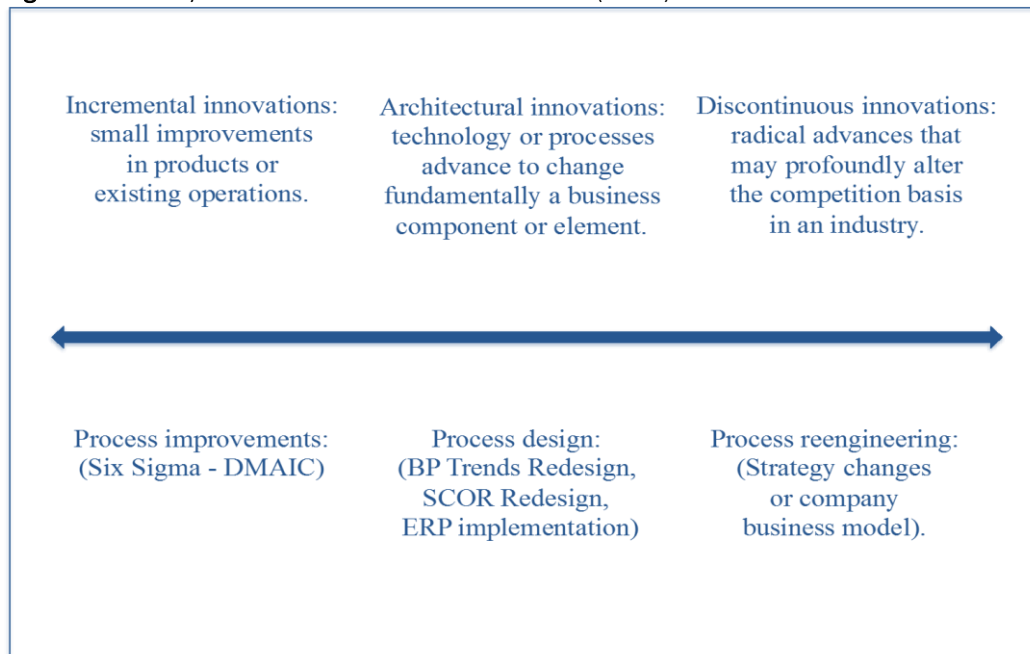 Incremental innovations:
small improvements
in products or
existing operations.
Architectural innovations:
technology or processes
advance to change
fundamentally a business
component or element.
Discontinuous innovations:
radical advances that
may profoundly alter
the competition basis
in an industry.
Process improvements:
(Six Sigma - DMAIC)
Process design:
(BP Trends Redesign,
SCOR Redesign,
ERP implementation)
Process reengineering:
(Strategy changes
or company
business model).